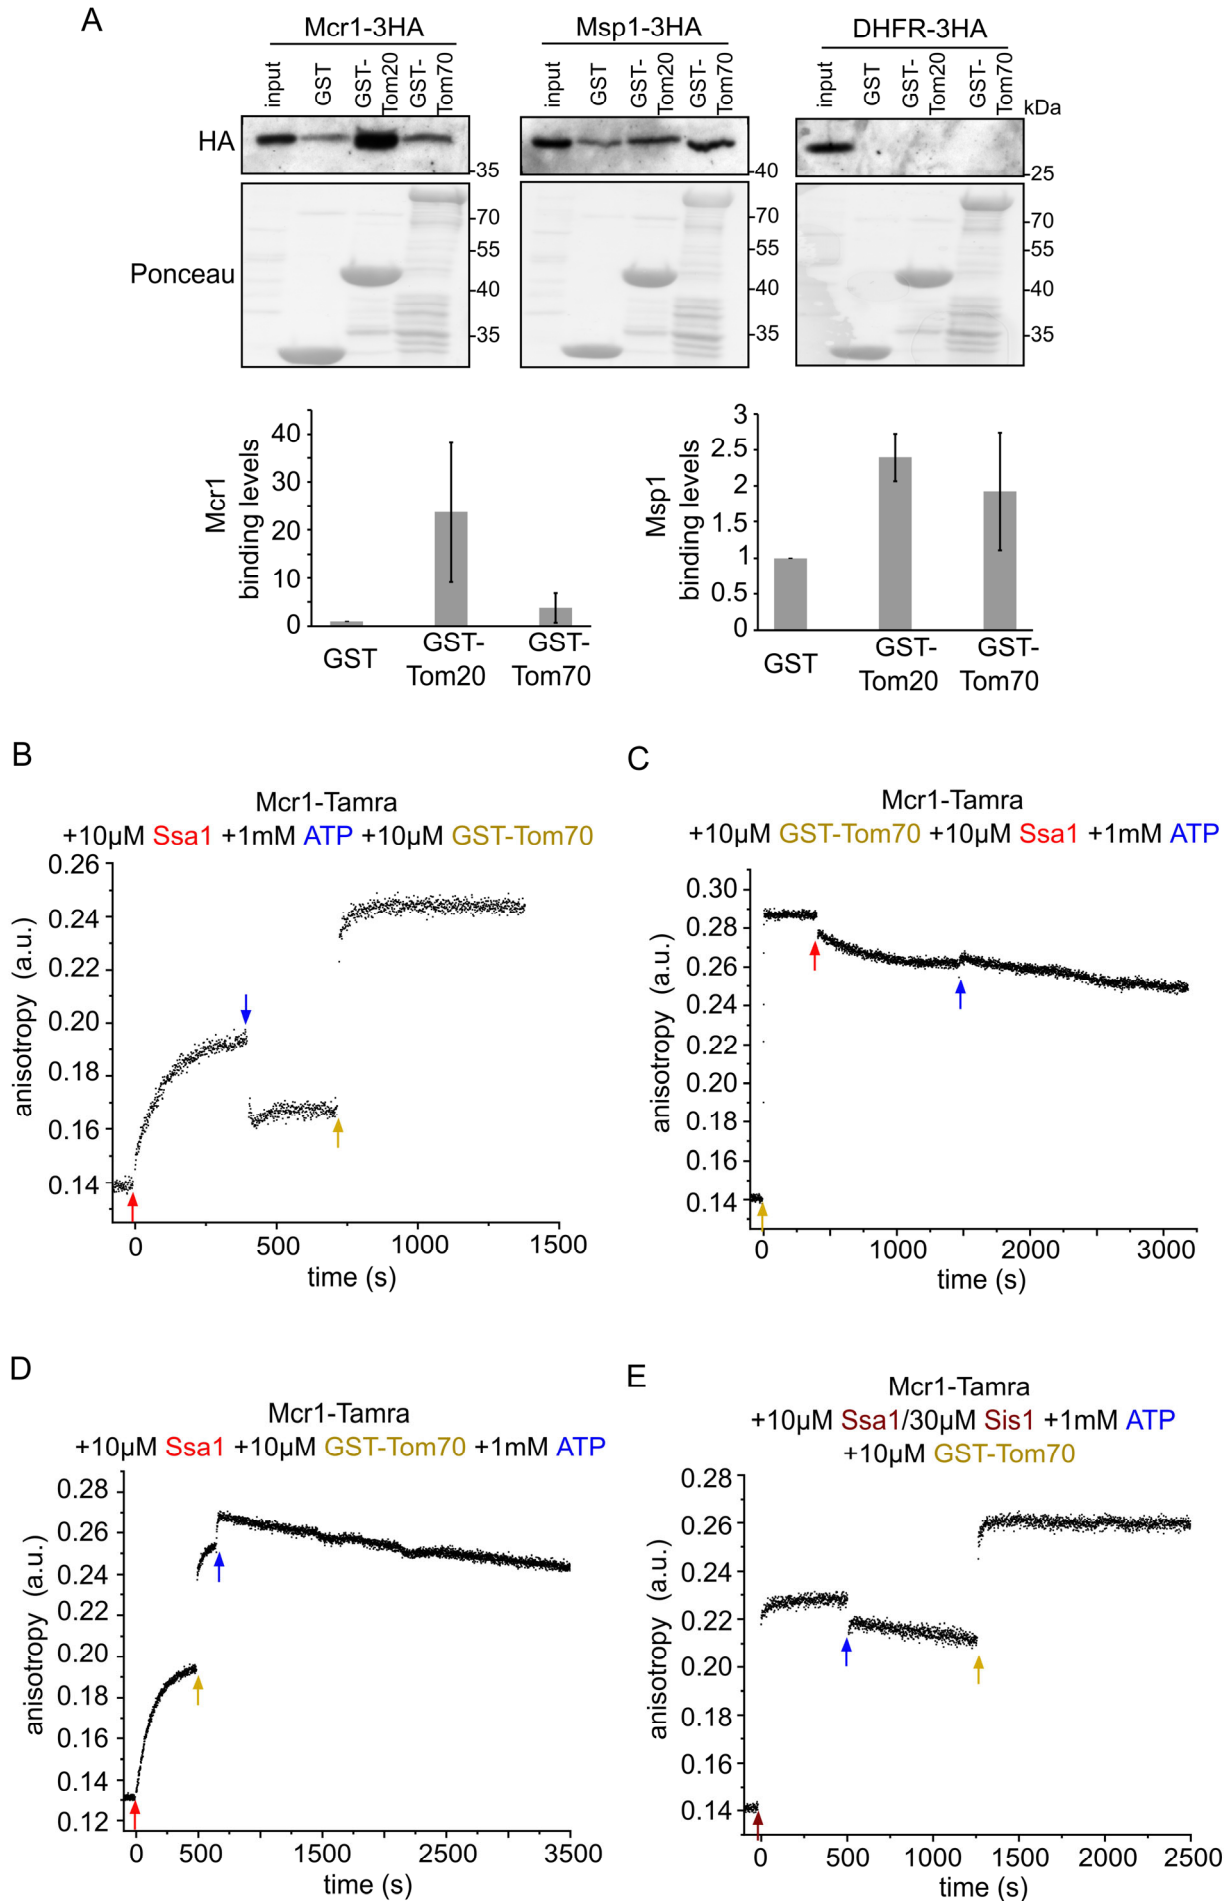 A
Mcr1-3HA
Msp1-3HA
DHFR-3HA
input
GST
GST-
Tom20
GST-
Tom70
input
GST
GST-
Tom20
GST-
Tom70
input
GST
GST-
Tom20
GST-
Tom70
kDa
HA
-35
-40
-25
Ponceau
-70
-55
-40
-35
-70
-55
-40
-35
-70
-55
-40
-35
Mcr1
binding levels
40
30
20
10
0
GST
GST-
Tom20
GST-
Tom70
Msp1
binding levels
3
2.5
2
1.5
1
0.5
0
GST
GST-
Tom20
GST-
Tom70
B
Mcr1-Tamra
+10µM Ssa1 +1mM ATP +10µM GST-Tom70
anisotropy (a.u.)
0.26
0.24
0.22
0.20
0.18
0.16
0.14
0 500 1000 1500
time (s)
C
Mcr1-Tamra
+10µM GST-Tom70 +10µM Ssa1 +1mM ATP
anisotropy (a.u.)
0.30
0.28
0.26
0.24
0.22
0.20
0.18
0.16
0.14
0 1000 2000 3000
time (s)
D
Mcr1-Tamra
+10µM Ssa1 +10µM GST-Tom70 +1mM ATP
anisotropy (a.u.)
0.28
0.26
0.24
0.22
0.20
0.18
0.16
0.14
0.12
0 500 1500 2500 3500
time (s)
E
Mcr1-Tamra
+10µM Ssa1/30µM Sis1 +1mM ATP
+10µM GST-Tom70
anisotropy (a.u.)
0.28
0.26
0.24
0.22
0.20
0.18
0.16
0.14
0 500 1000 1500 2000 2500
time (s)